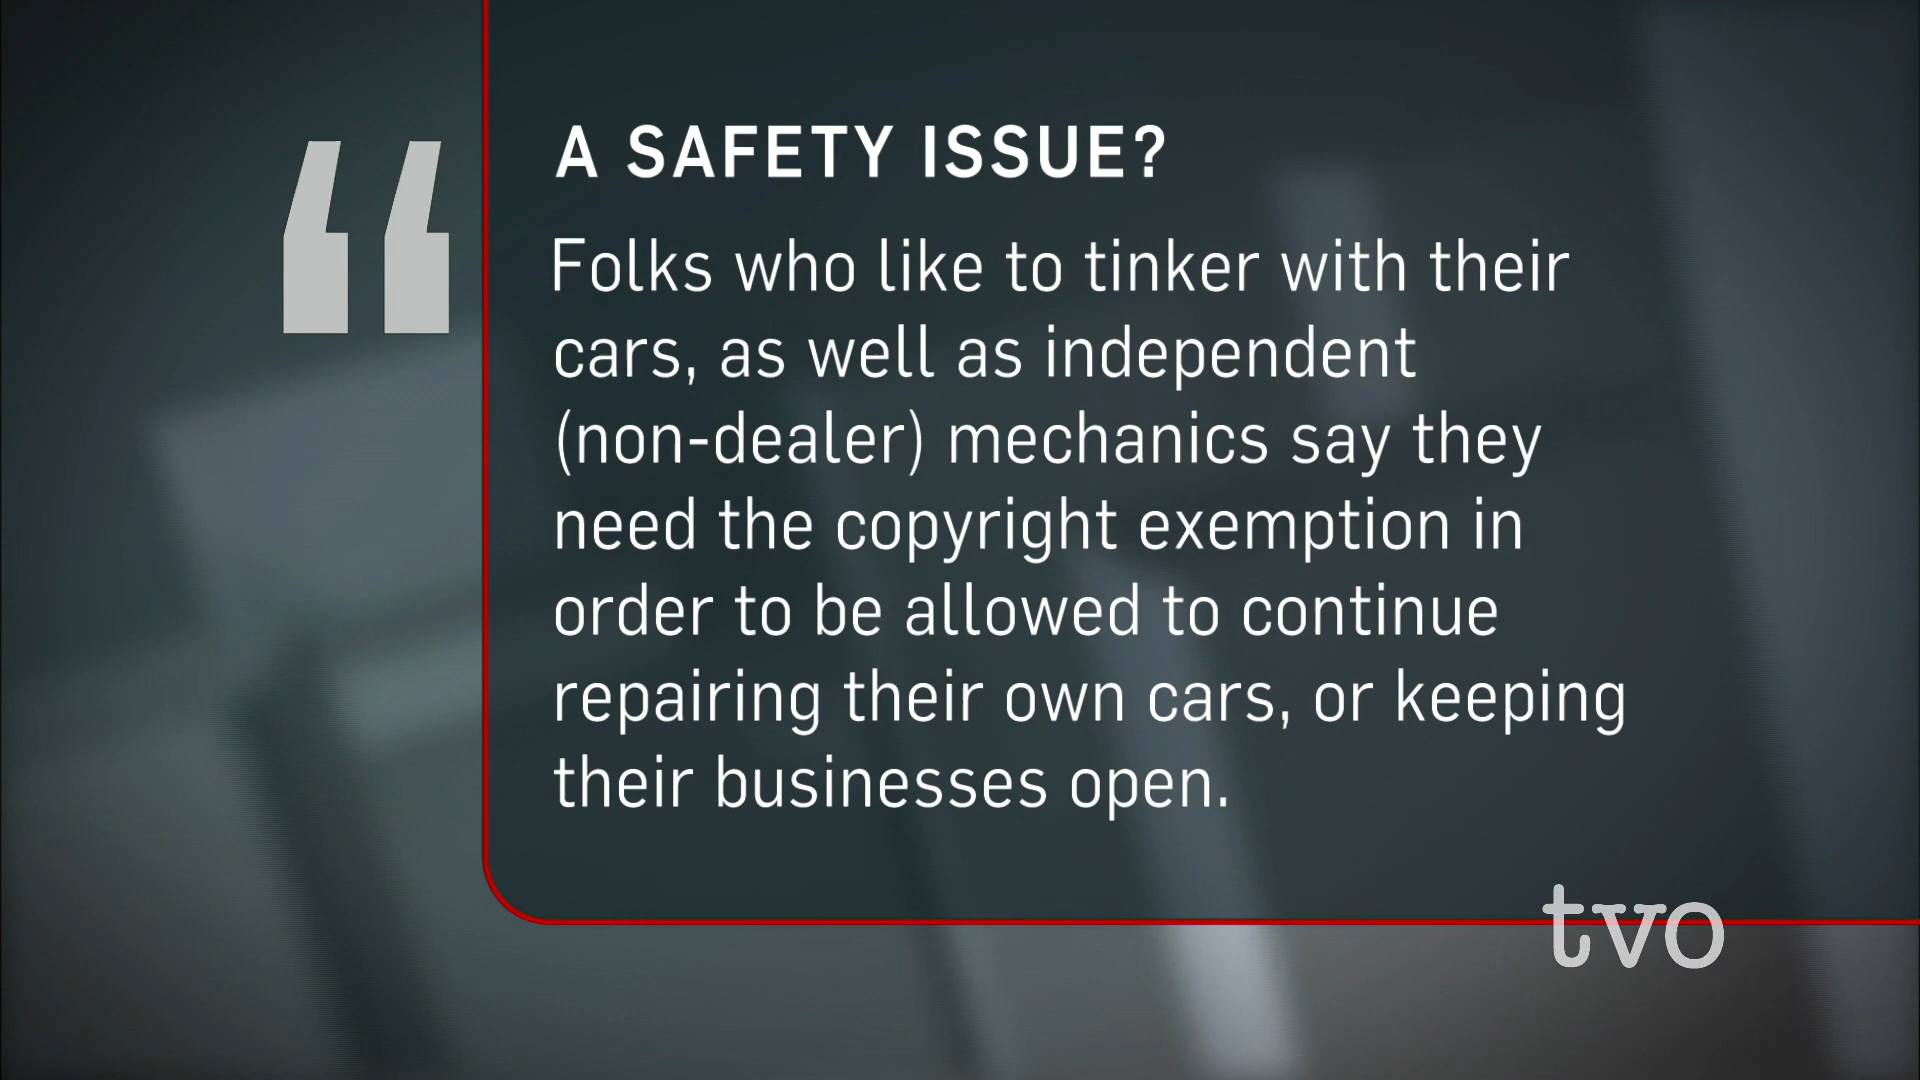 “
A SAFETY ISSUE?
Folks who like to tinker with their
cars, as well as independent
(non-dealer) mechanics say they
need the copyright exemption in
order to be allowed to continue
repairing their own cars, or keeping
their businesses open.
tvo